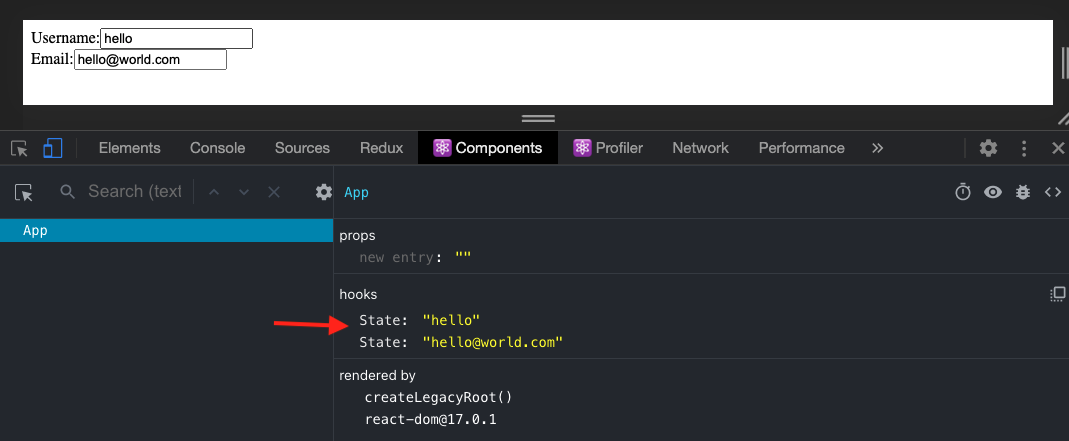 Username: hello
Email: hello@world.com
Elements Console Sources Redux Components Profiler Network Performance »
Search (text App
App
props
new entry: ""
hooks
State: "hello"
State: "hello@world.com"
rendered by
createLegacyRoot()
react-dom@17.0.1